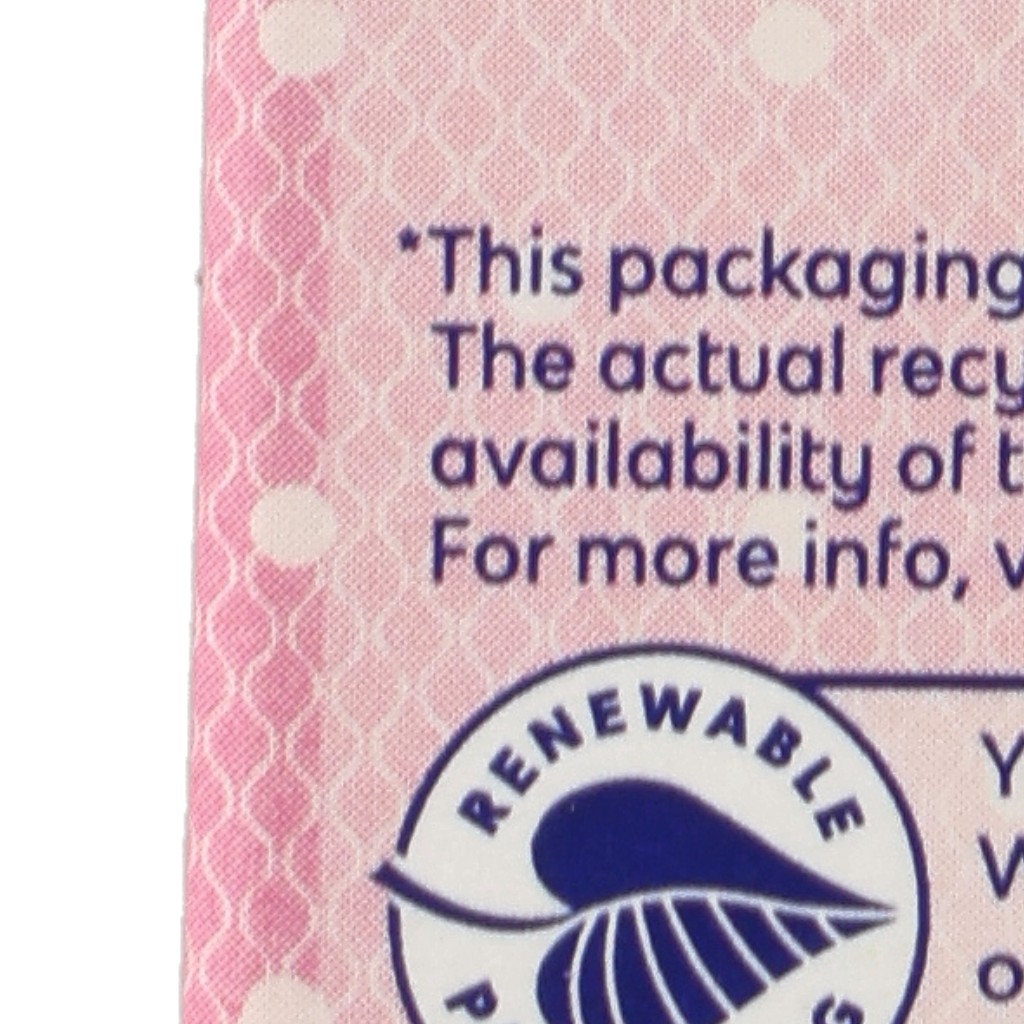 *This packaging
The actual recy
availability of t
For more info, v
RENEWABLE
Y
W
o
P S